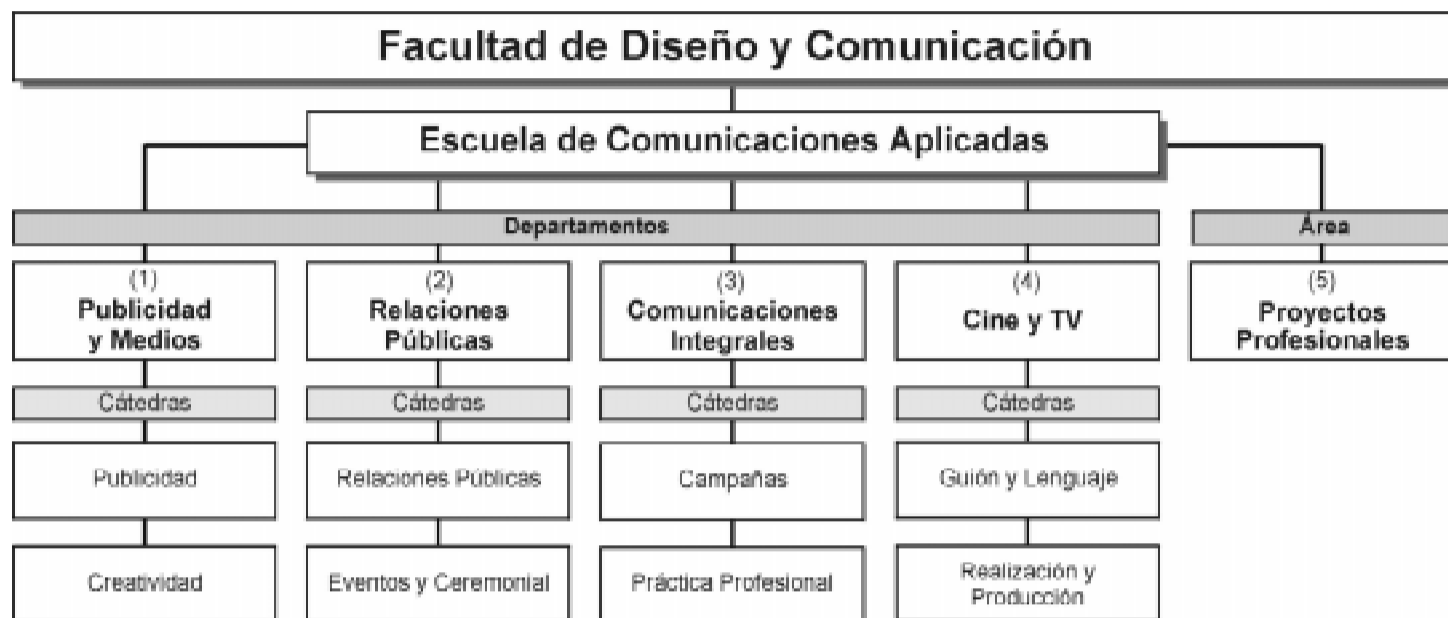 Facultad de Diseño y Comunicación
Escuela de Comunicaciones Aplicadas
Departamentos
Área
(1)
Publicidad
y Medios
(2)
Relaciones
Públicas
(3)
Comunicaciones
Integrales
(4)
Cine y TV
(5)
Proyectos
Profesionales
Cátedras
Cátedras
Cátedras
Cátedras
Publicidad
Relaciones Públicas
Campañas
Guión y Lenguaje
Creatividad
Eventos y Ceremonial
Práctica Profesional
Realización y
Producción